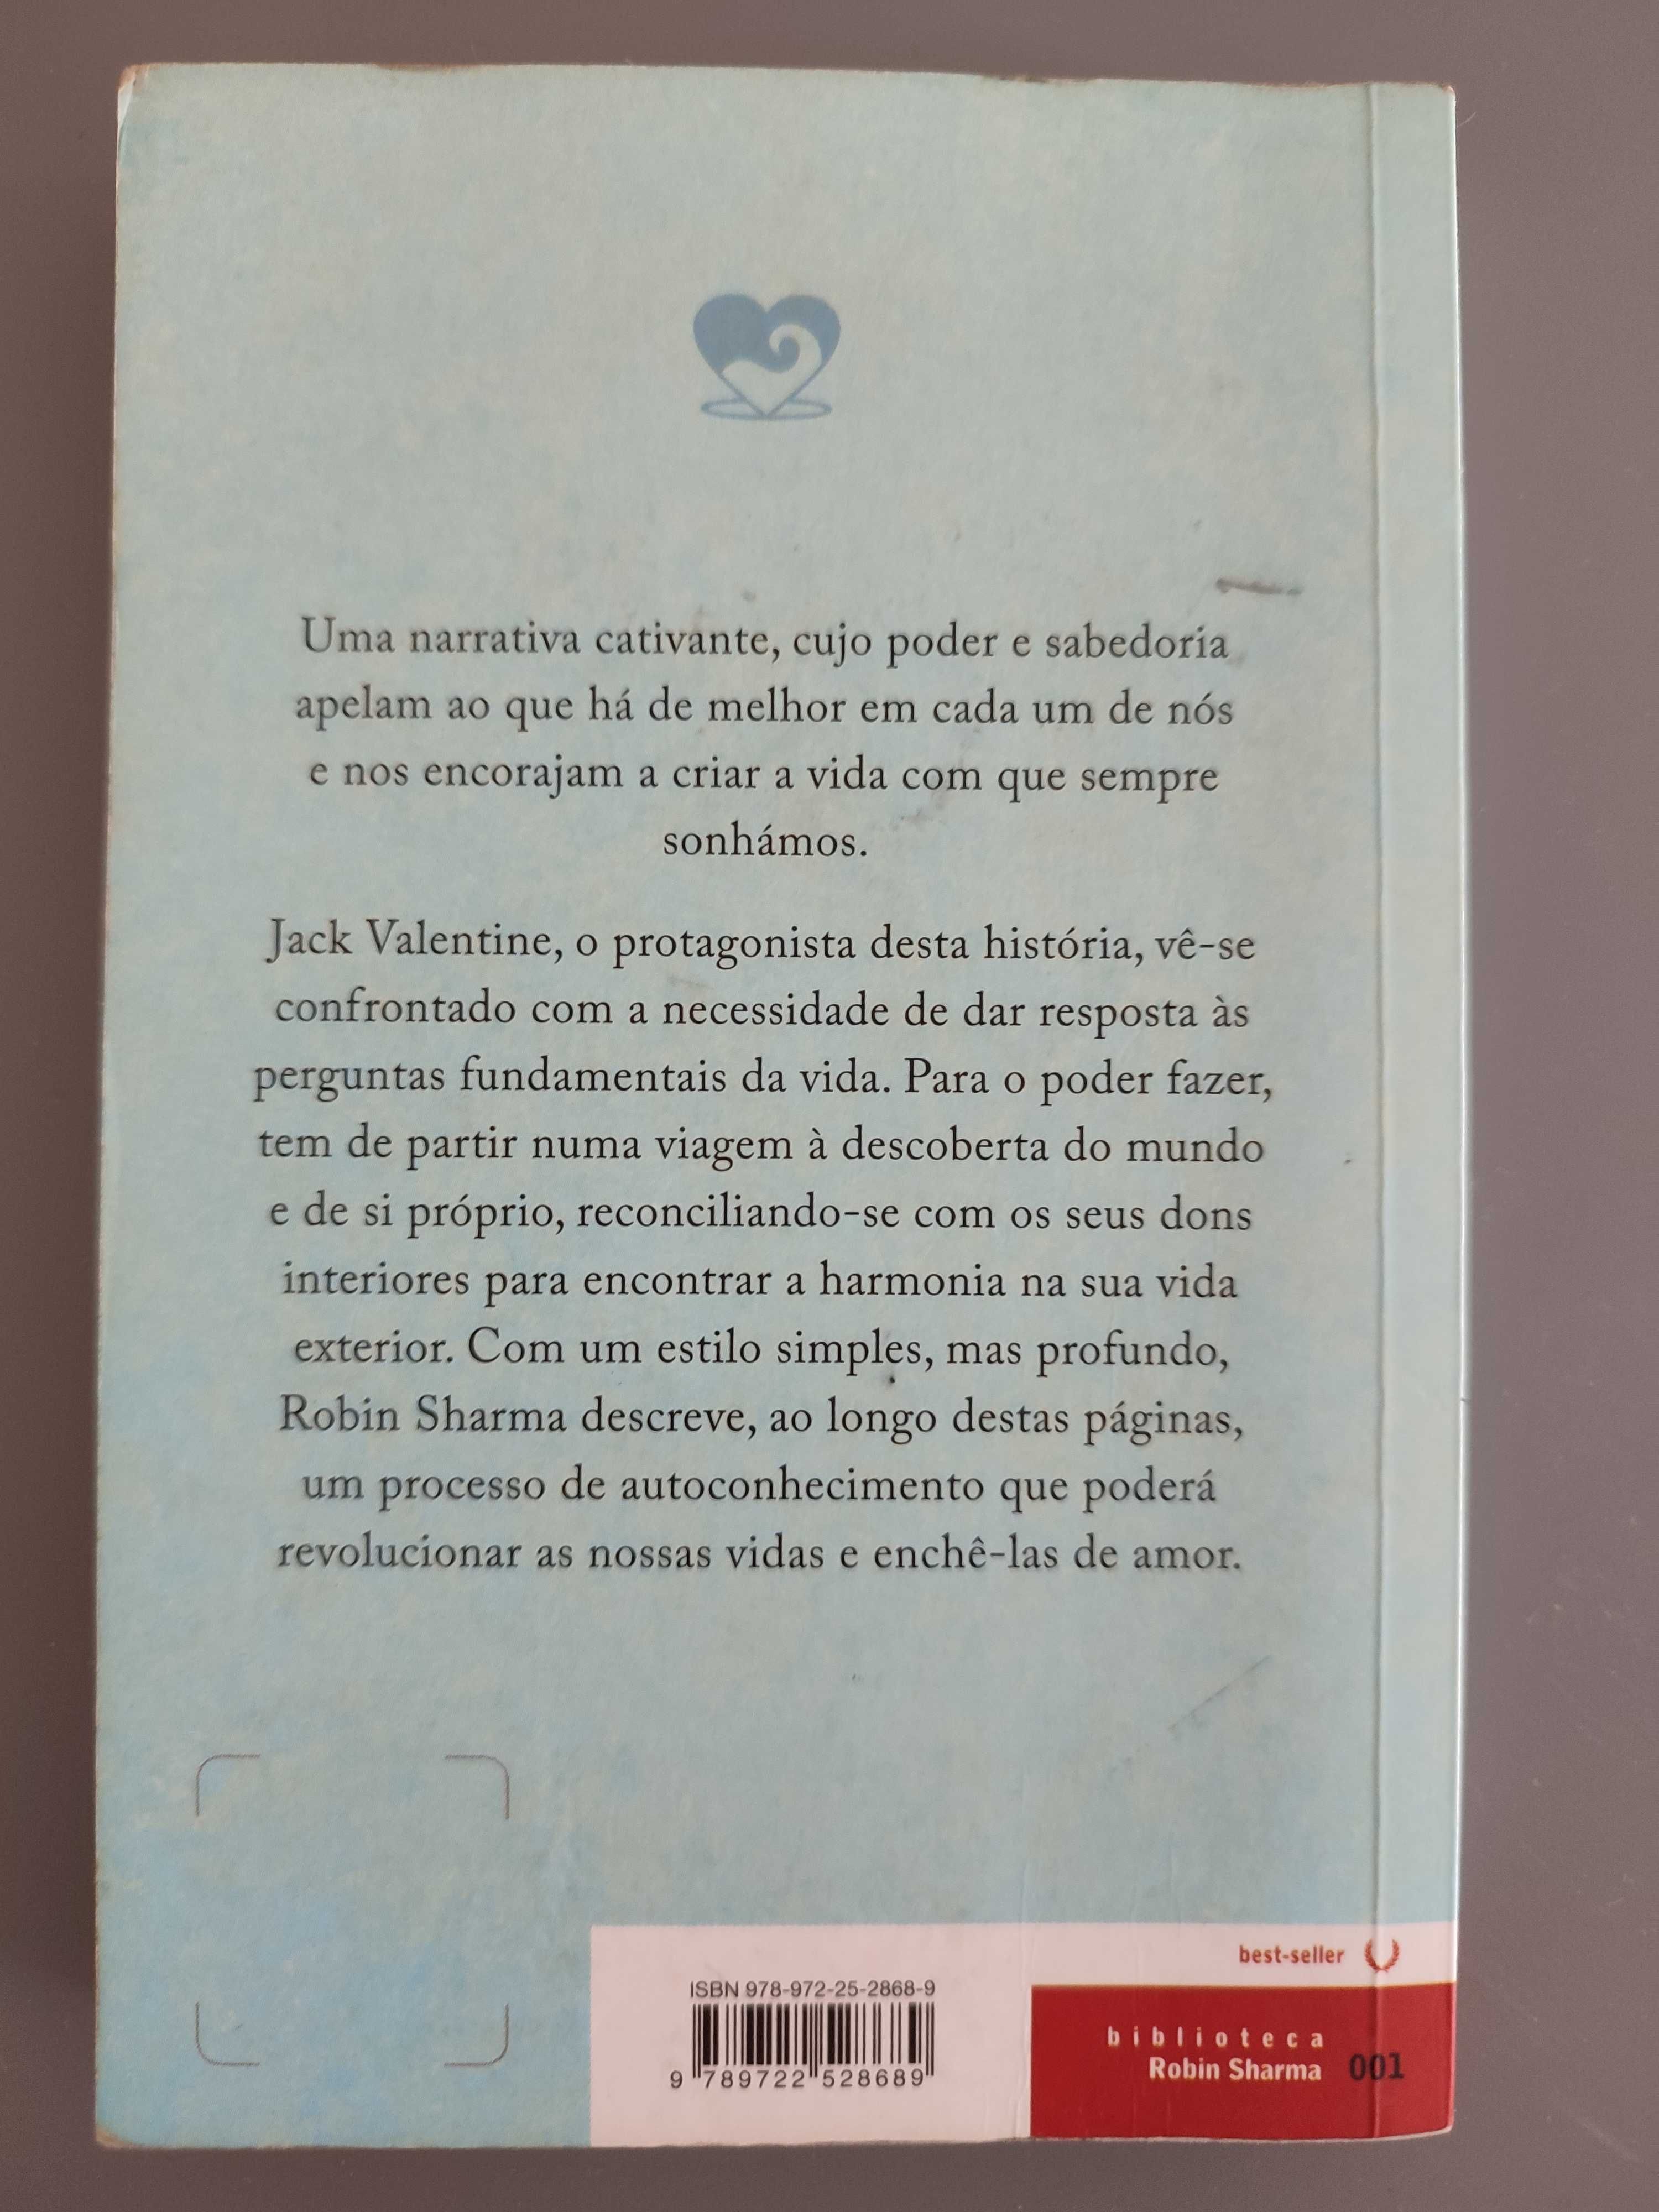 Uma narrativa cativante, cujo poder e sabedoria
apelam ao que há de melhor em cada um de nós
e nos encorajam a criar a vida com que sempre
sonhámos.
Jack Valentine, o protagonista desta história, vê-se
confrontado com a necessidade de dar resposta às
perguntas fundamentais da vida. Para o poder fazer,
tem de partir numa viagem à descoberta do mundo
e de si próprio, reconciliando-se com os seus dons
interiores para encontrar a harmonia na sua vida
exterior. Com um estilo simples, mas profundo,
Robin Sharma descreve, ao longo destas páginas,
um processo de autoconhecimento que poderá
revolucionar as nossas vidas e enchê-las de amor.
ISBN 978-972-25-2868-9
9 789722 528689
best-seller
biblioteca
Robin Sharma 001